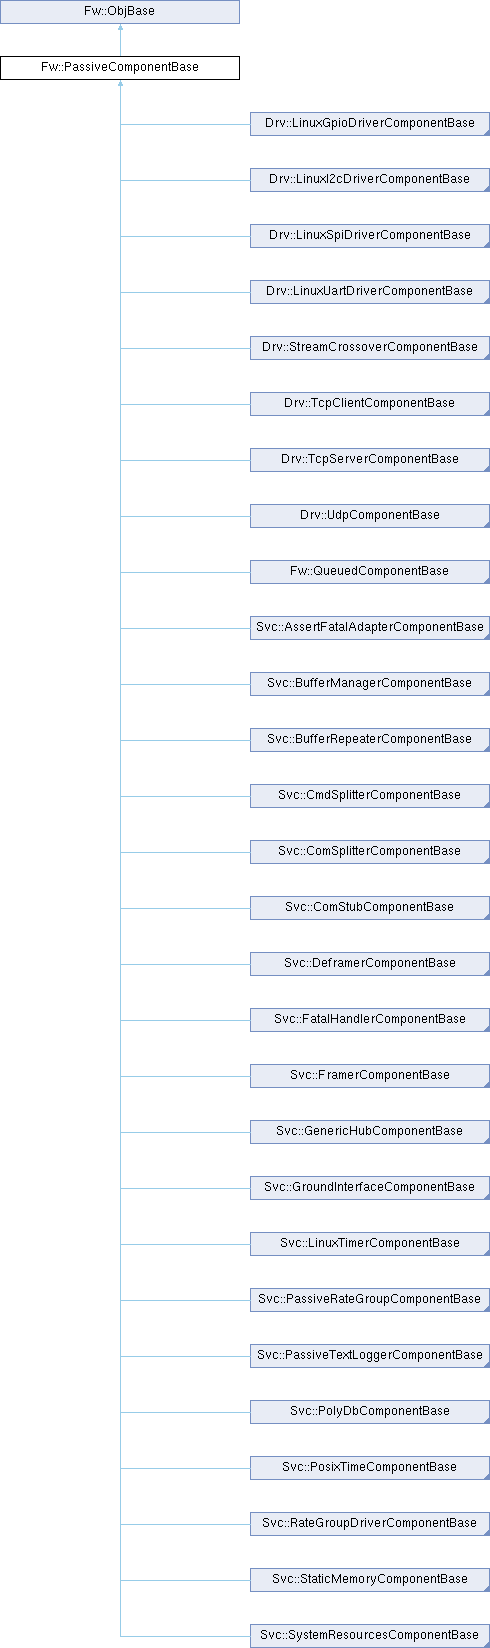 Fw::ObjBase
Fw::PassiveComponentBase
Drv::LinuxGpioDriverComponentBase
Drv::LinuxI2cDriverComponentBase
Drv::LinuxSpiDriverComponentBase
Drv::LinuxUartDriverComponentBase
Drv::StreamCrossoverComponentBase
Drv::TcpClientComponentBase
Drv::TcpServerComponentBase
Drv::UdpComponentBase
Fw::QueuedComponentBase
Svc::AssertFatalAdapterComponentBase
Svc::BufferManagerComponentBase
Svc::BufferRepeaterComponentBase
Svc::CmdSplitterComponentBase
Svc::ComSplitterComponentBase
Svc::ComStubComponentBase
Svc::DeframerComponentBase
Svc::FatalHandlerComponentBase
Svc::FramerComponentBase
Svc::GenericHubComponentBase
Svc::GroundInterfaceComponentBase
Svc::LinuxTimerComponentBase
Svc::PassiveRateGroupComponentBase
Svc::PassiveTextLoggerComponentBase
Svc::PolyDbComponentBase
Svc::PosixTimeComponentBase
Svc::RateGroupDriverComponentBase
Svc::StaticMemoryComponentBase
Svc::SystemResourcesComponentBase